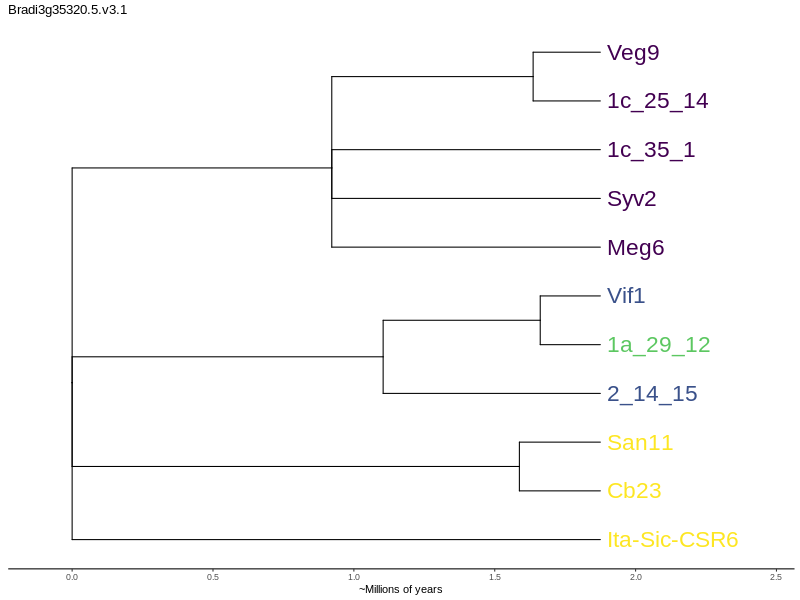 Bradi3g35320.5.v3.1
Veg9
1c_25_14
1c_35_1
Syv2
Meg6
Vif1
1a_29_12
2_14_15
San11
Cb23
Ita-Sic-CSR6
0.0 0.5 1.0 1.5 2.0 2.5
~Millions of years